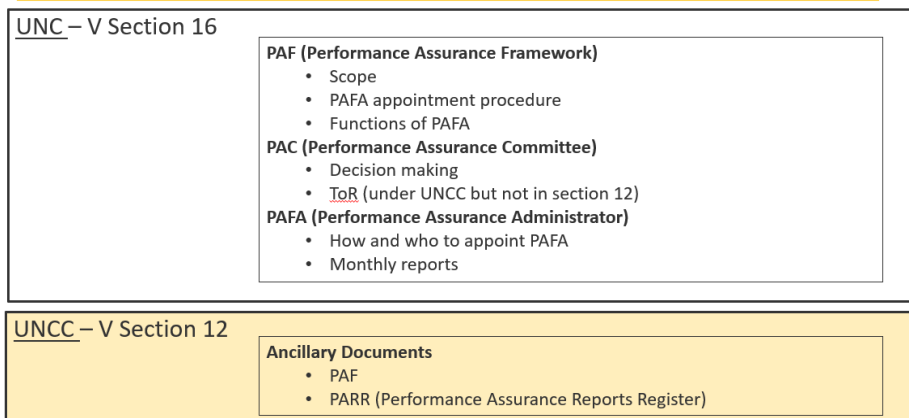 UNC – V Section 16
PAF (Performance Assurance Framework)
• Scope
• PAFA appointment procedure
• Functions of PAFA
PAC (Performance Assurance Committee)
• Decision making
• ToR (under UNCC but not in section 12)
PAFA (Performance Assurance Administrator)
• How and who to appoint PAFA
• Monthly reports
UNCC – V Section 12
Ancillary Documents
• PAF
• PARR (Performance Assurance Reports Register)